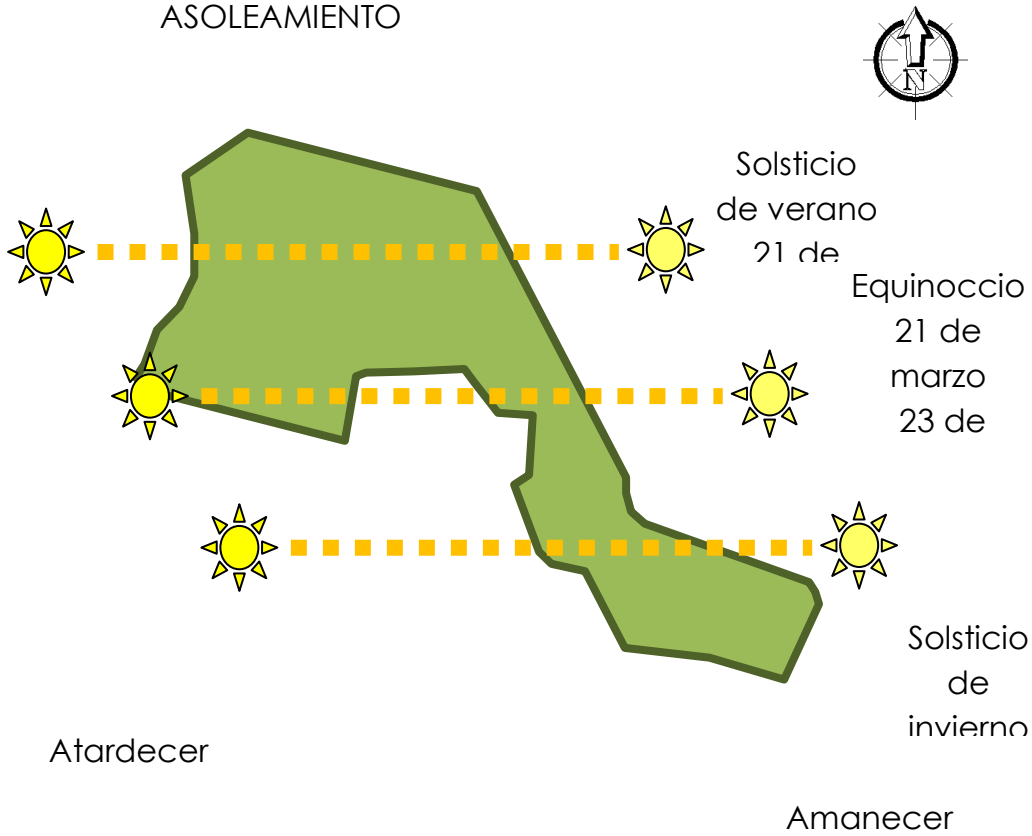 ASOLEAMIENTO
N
Solsticio
de verano
21 de
Equinoccio
21 de
marzo
23 de
Solsticio
de
invierno
Atardecer
Amanecer